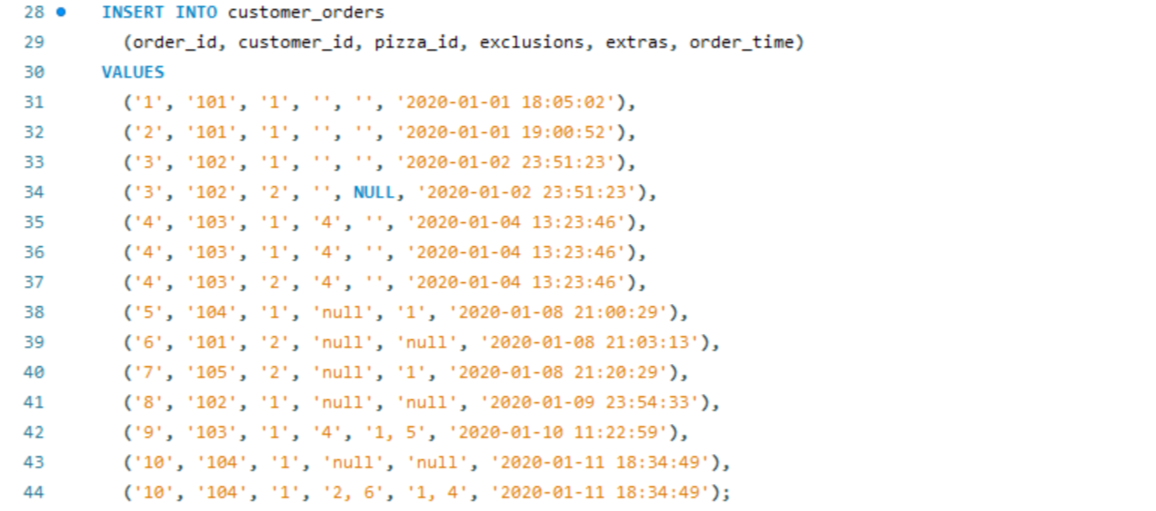 28 INSERT INTO customer_orders
29 (order_id, customer_id, pizza_id, exclusions, extras, order_time)
30 VALUES
31 ('1', '101', '1', '', '', '2020-01-01 18:05:02'),
32 ('2', '101', '1', '', '', '2020-01-01 19:00:52'),
33 ('3', '102', '1', '', '', '2020-01-02 23:51:23'),
34 ('3', '102', '2', '', NULL, '2020-01-02 23:51:23'),
35 ('4', '103', '1', '4', '', '2020-01-04 13:23:46'),
36 ('4', '103', '1', '4', '', '2020-01-04 13:23:46'),
37 ('4', '103', '2', '4', '', '2020-01-04 13:23:46'),
38 ('5', '104', '1', 'null', '1', '2020-01-08 21:00:29'),
39 ('6', '101', '2', 'null', 'null', '2020-01-08 21:03:13'),
40 ('7', '105', '2', 'null', '1', '2020-01-08 21:20:29'),
41 ('8', '102', '1', 'null', 'null', '2020-01-09 23:54:33'),
42 ('9', '103', '1', '4', '1, 5', '2020-01-10 11:22:59'),
43 ('10', '104', '1', 'null', 'null', '2020-01-11 18:34:49'),
44 ('10', '104', '1', '2, 6', '1, 4', '2020-01-11 18:34:49');